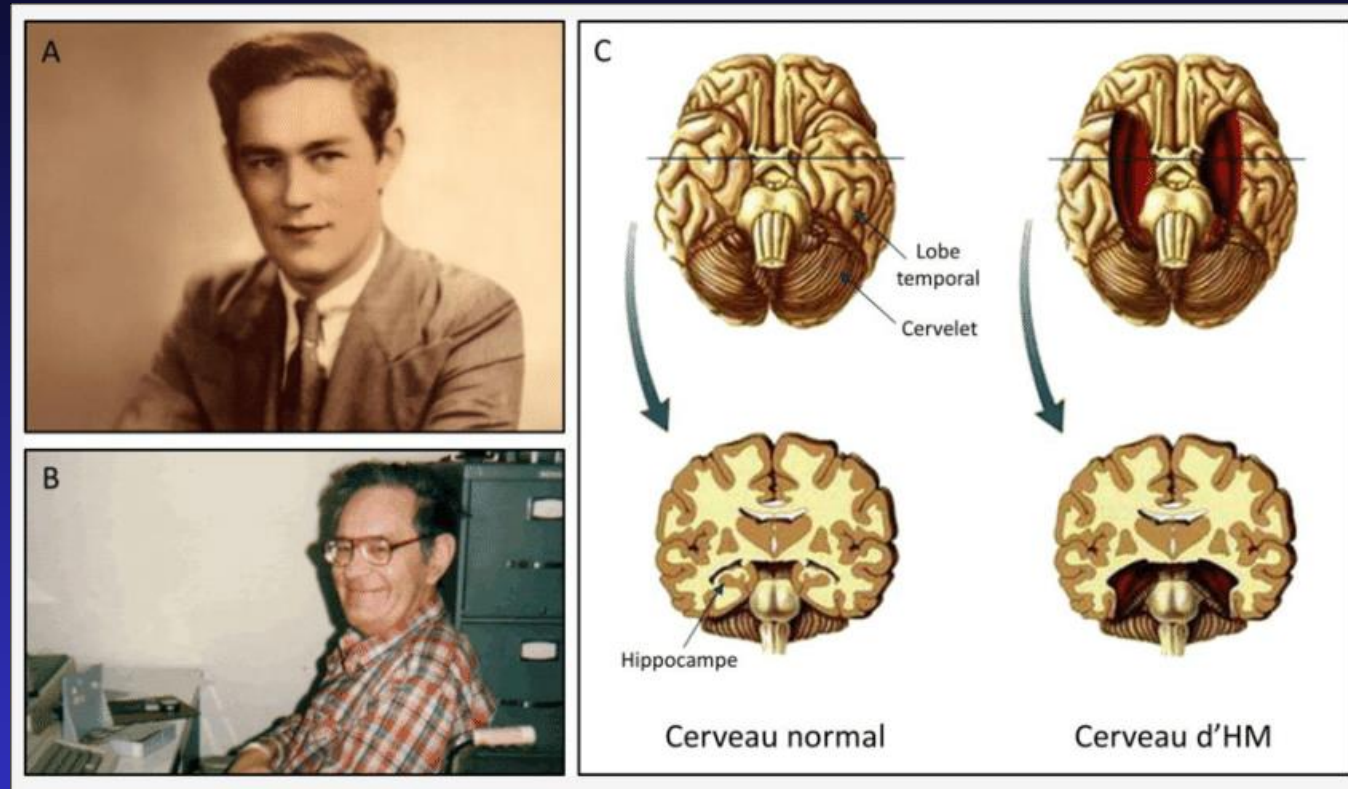 A
B
C
Lobe
temporal
Cervelet
Hippocampe
Cerveau normal
Cerveau d’HM